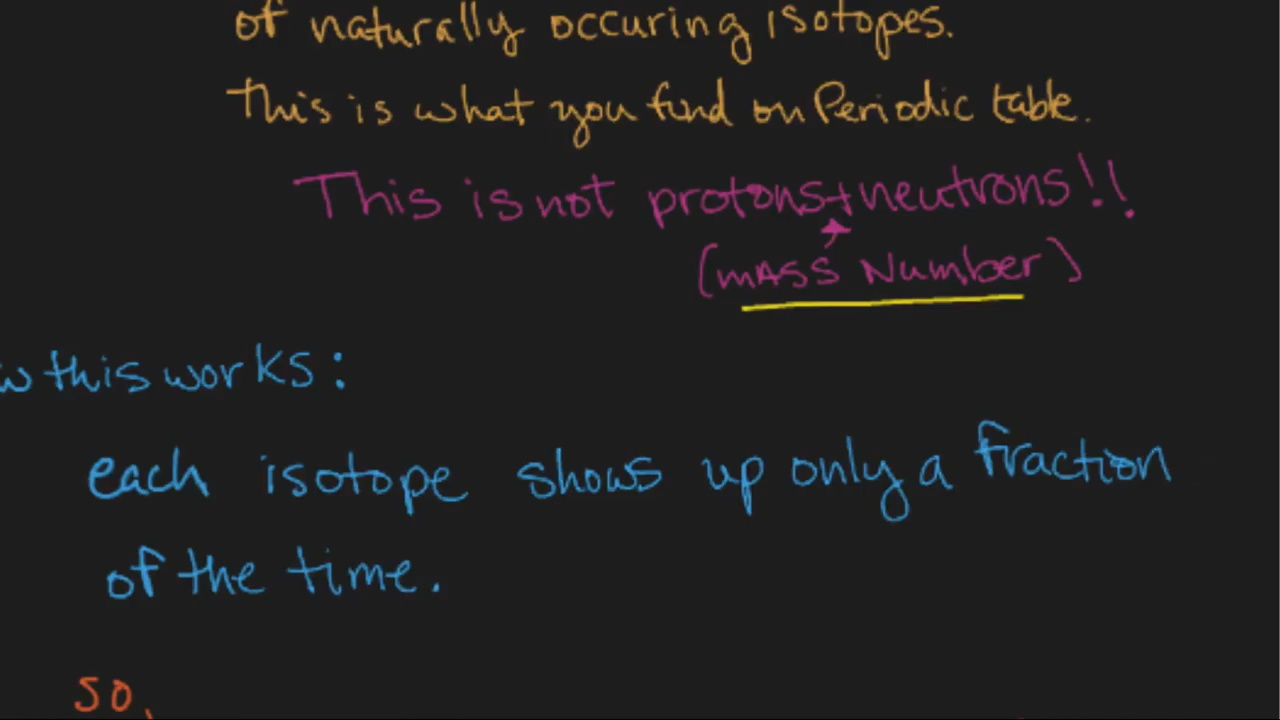 of naturally occuring isotopes.
This is what you find on Periodic table.
This is not protons+neutrons!!
(mass Number)
w this works:
each isotope shows up only a fraction
of the time.
so,